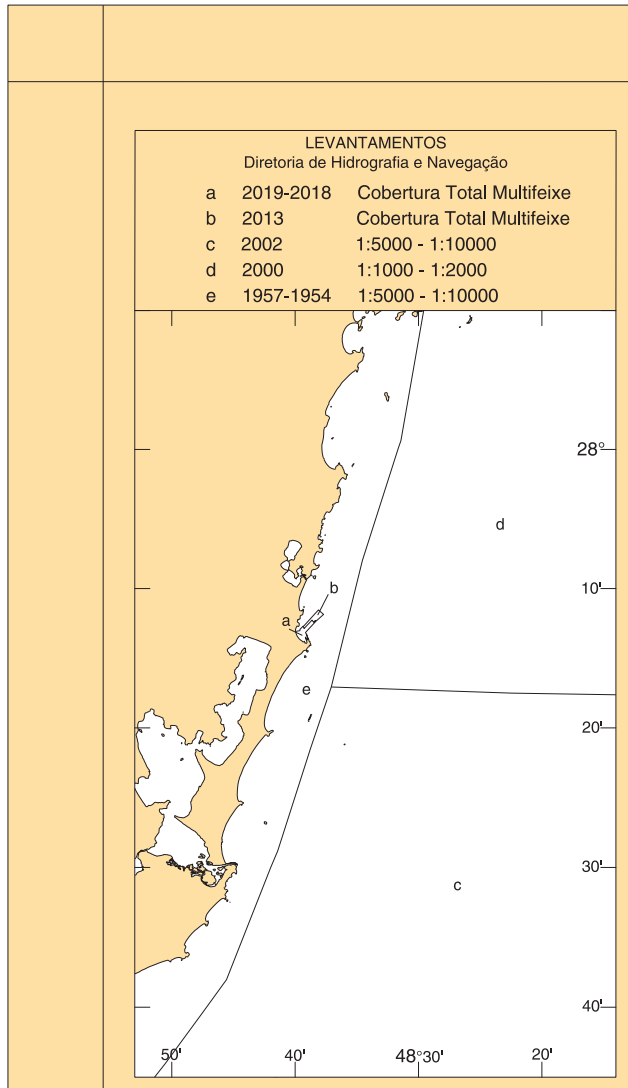 LEVANTAMENTOS
Diretoria de Hidrografia e Navegação
a 2019-2018 Cobertura Total Multifeixe
b 2013 Cobertura Total Multifeixe
c 2002 1:5000 - 1:10000
d 2000 1:1000 - 1:2000
e 1957-1954 1:5000 - 1:10000
28°
d
b
10'
a
e
20'
30'
c
40'
50' 40' 48°30' 20'